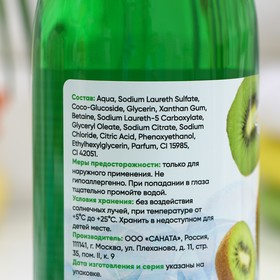 Состав: Aqua, Sodium Laureth Sulfate,
Coco-Glucoside, Glycerin, Xanthan Gum,
Betaine, Sodium Laureth-5 Carboxylate,
Glyceryl Oleate, Sodium Citrate, Sodium
Chloride, Citric Acid, Phenoxyethanol,
Ethylhexylglycerin, Parfum, CI 15985,
CI 42051.
Меры предосторожности: только для
наружного применения. Не
гипоаллергенно. При попадании в глаза
тщательно промойте водой.
Условия хранения: без воздействия
солнечных лучей, при температуре от
+5°C до +25°C. Хранить в недоступном для
детей месте.
Производитель: ООО «САНАТА», Россия,
111141, г. Москва, ул. Плеханова, д. 11, стр.
35, пом. II, к. 9
Дата изготовления и серия указаны на
упаковке.